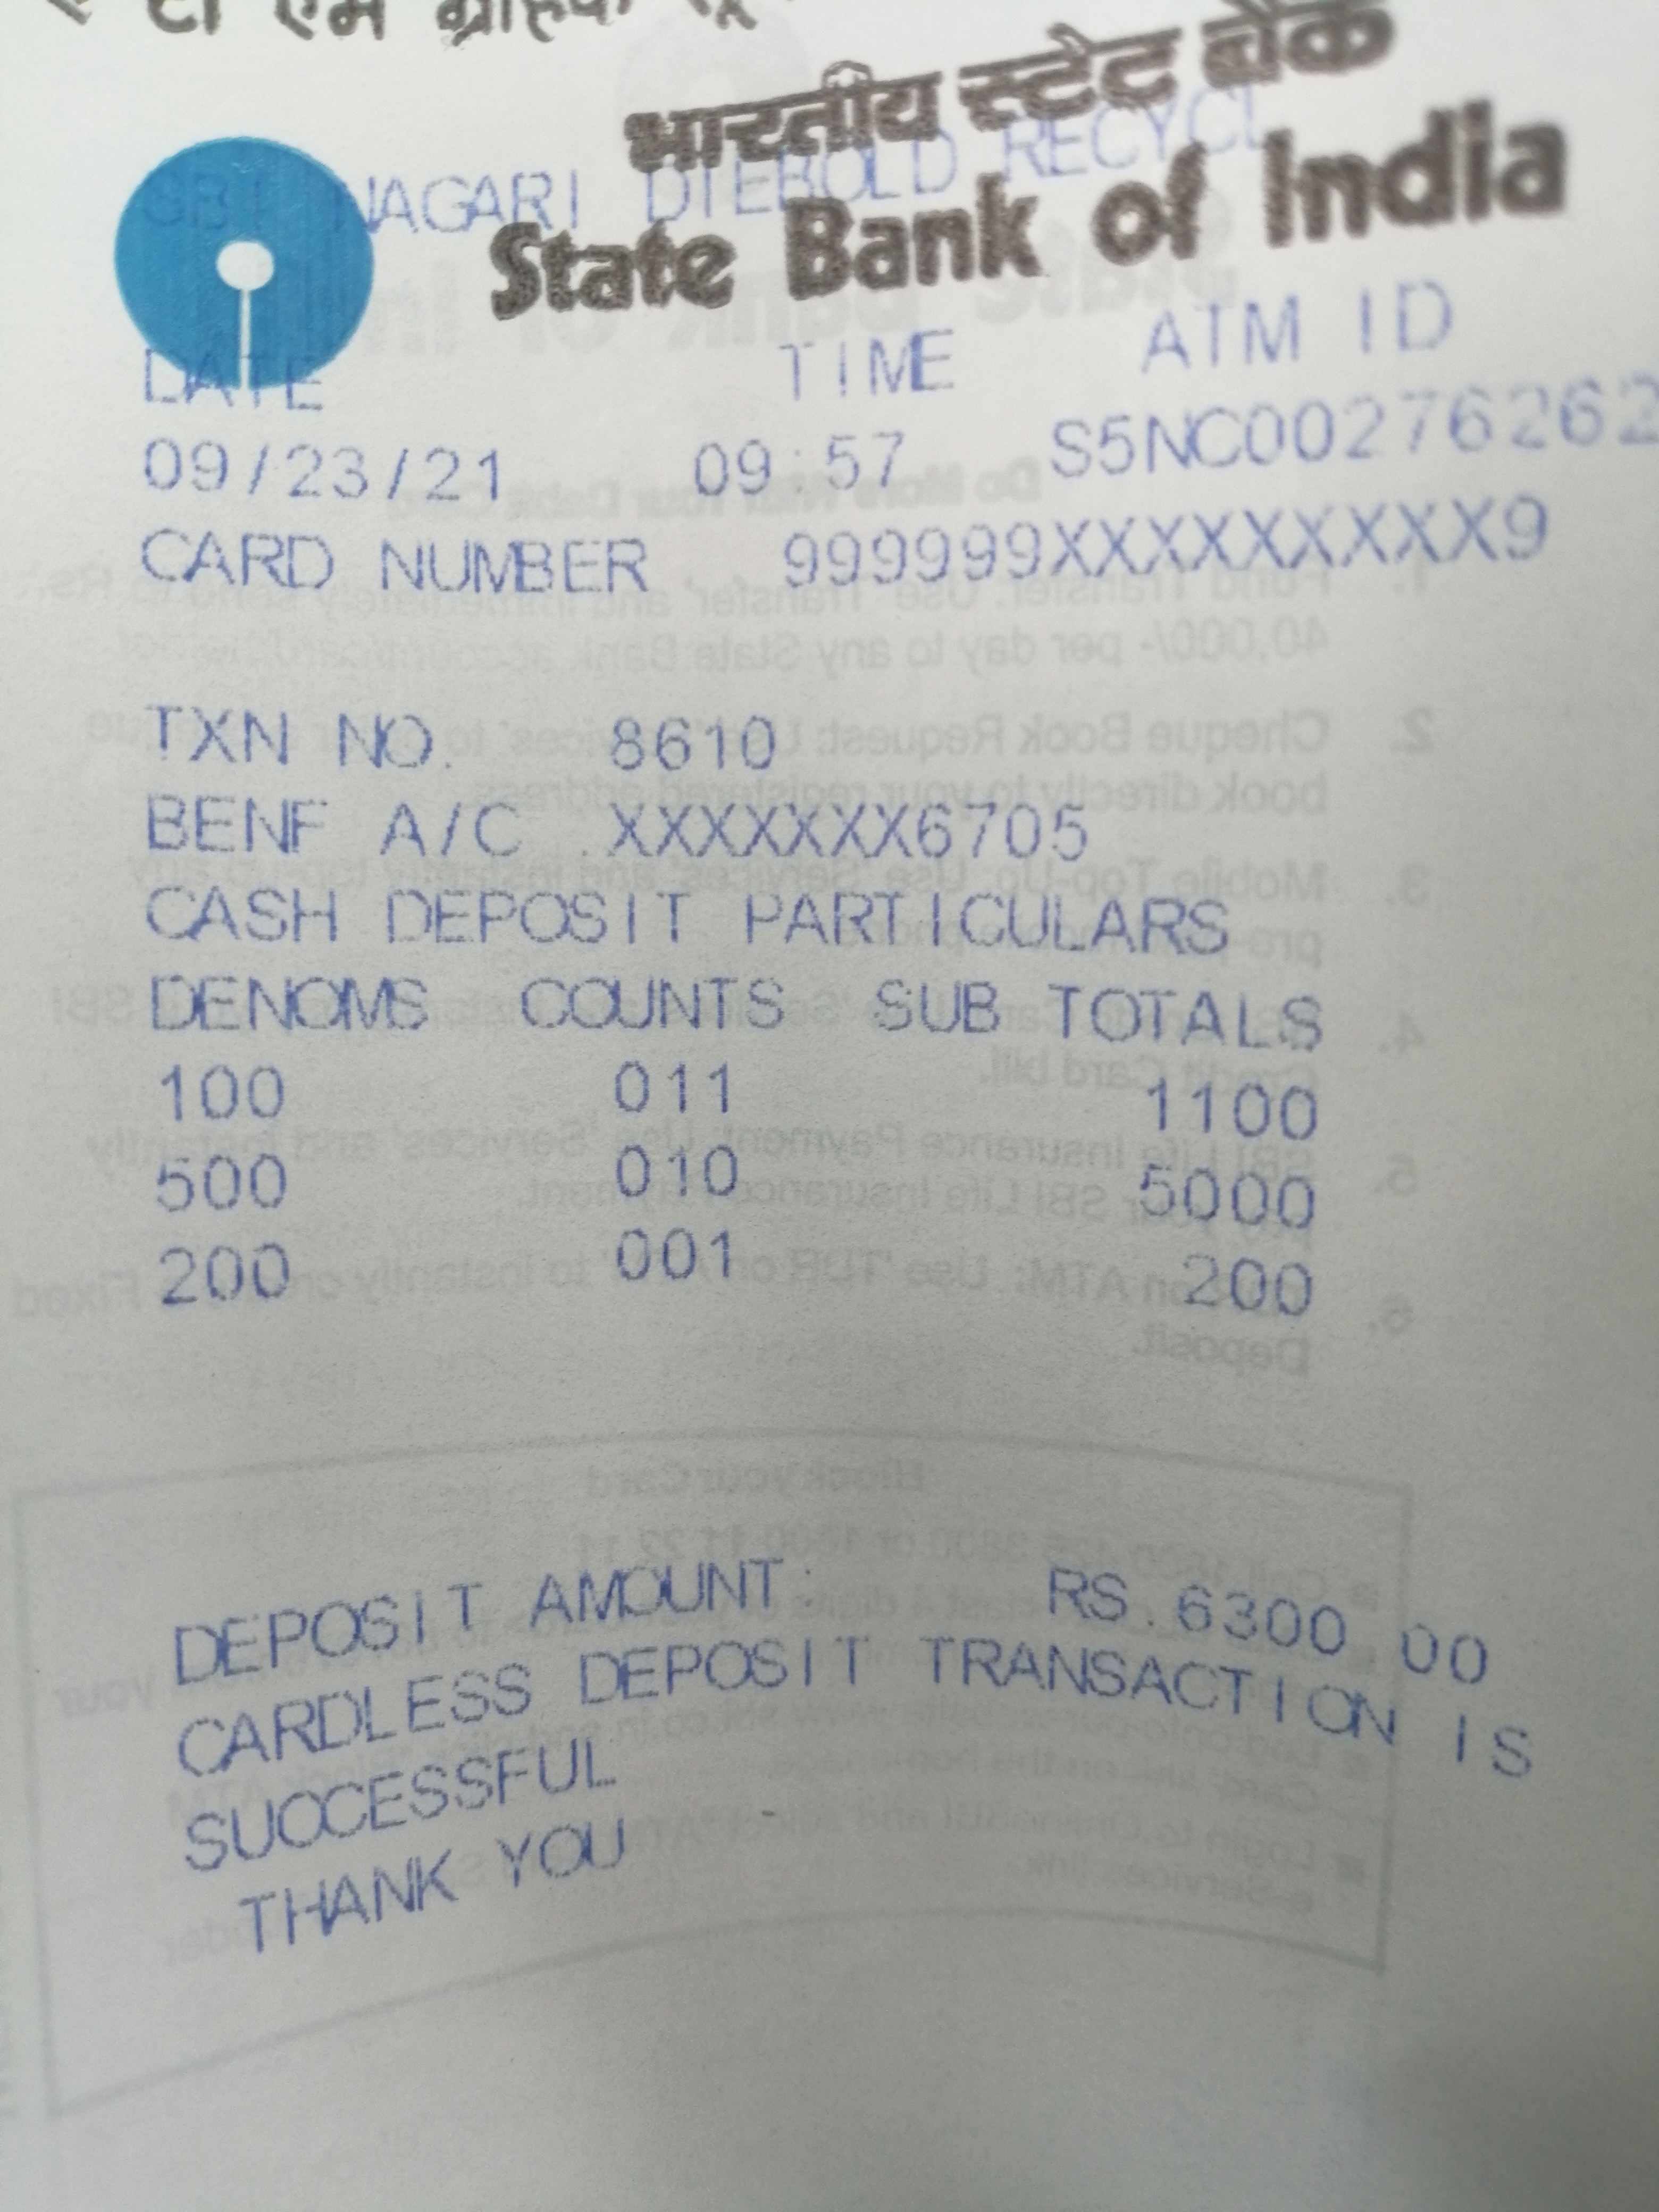 ए टी एम ग्राहक
भारतीय स्टेट बैंक
SBI NAGARI DIEBOLD RECYCL
State Bank of India
DATE TIME ATM ID
09/23/21 09:57 S5NC00276262
CARD NUMBER 999999XXXXXXXXXX9
TXN NO. 8610
BENF A/C .XXXXXXX6705
CASH DEPOSIT PARTICULARS
DENOMS COUNTS SUB TOTALS
100 011 1100
500 010 5000
200 001 200
DEPOSIT AMOUNT: RS.6300 00
CARDLESS DEPOSIT TRANSACTION IS
SUCCESSFUL
THANK YOU